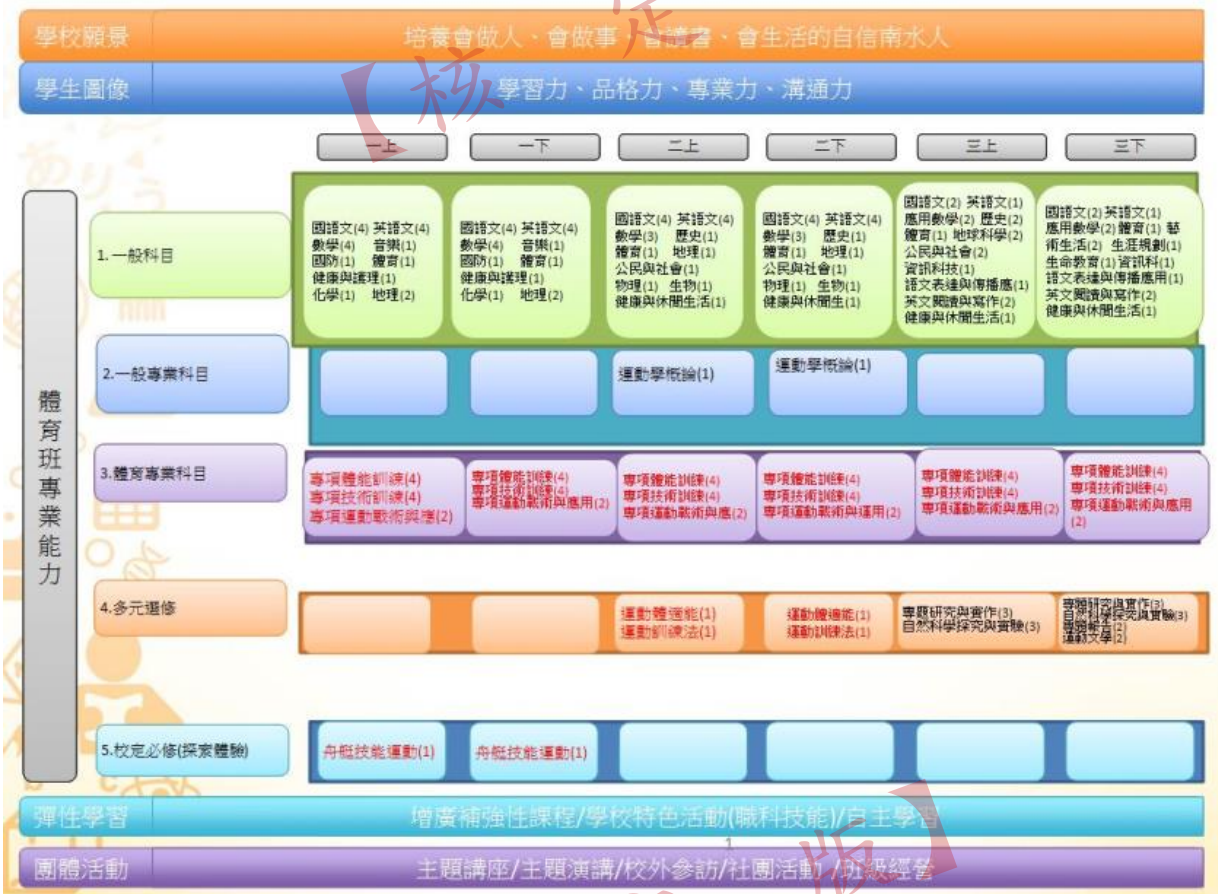 學校願景 培養會做人、會做事、會讀書、會生活的自信南水人
學生圖像 學習力、品格力、專業力、溝通力
【核定版】
一上 一下 二上 二下 三上 三下
體育班專業能力
1.一般科目
國語文(4) 英語文(4)
數學(4) 音樂(1)
國防(1) 體育(1)
健康與護理(1)
化學(1) 地理(2)
國語文(4) 英語文(4)
數學(4) 音樂(1)
國防(1) 體育(1)
健康與護理(1)
化學(1) 地理(2)
國語文(4) 英語文(4)
數學(3) 歷史(1)
體育(1) 地理(1)
公民與社會(1)
物理(1) 生物(1)
健康與休閒生活(1)
國語文(4) 英語文(4)
數學(3) 歷史(1)
體育(1) 地理(1)
公民與社會(1)
物理(1) 生物(1)
健康與休閒生(1)
國語文(2) 英語文(1)
應用數學(2) 歷史(2)
體育(1) 地球科學(2)
公民與社會(2)
資訊科技(1)
語文表達與傳播應(1)
英文閱讀與寫作(2)
健康與休閒生活(1)
國語文(2)英語文(1)
應用數學(2)體育(1) 藝
術生活(2) 生涯規劃(1)
生命教育(1)資訊科(1)
語文表達與傳播應用(1)
英文閱讀與寫作(2)
健康與休閒生活(1)
2.一般專業科目
運動學概論(1)
運動學概論(1)
3.體育專業科目
專項體能訓練(4)
專項技術訓練(4)
專項運動戰術與應(2)
專項體能訓練(4)
專項技術訓練(4)
專項運動戰術與應用(2)
專項體能訓練(4)
專項技術訓練(4)
專項運動戰術與應(2)
專項體能訓練(4)
專項技術訓練(4)
專項運動戰術與運用(2)
專項體能訓練(4)
專項技術訓練(4)
專項運動戰術與應用(2)
專項體能訓練(4)
專項技術訓練(4)
專項運動戰術與應用
(2)
4.多元選修
運動體適能(1)
運動訓練法(1)
運動體適能(1)
運動訓練法(1)
專題研究與實作(3)
自然科學探究與實驗(3)
專題研究與實作(3)
自然科學探究與實驗(3)
專題報告(2)
運動文學(2)
5.校定必修(探索體驗)
舟艇技能運動(1)
舟艇技能運動(1)
彈性學習 增廣補強性課程/學校特色活動(職科技能)/自主學習
1
團體活動 主題講座/主題演講/校外參訪/社團活動 /班級經營